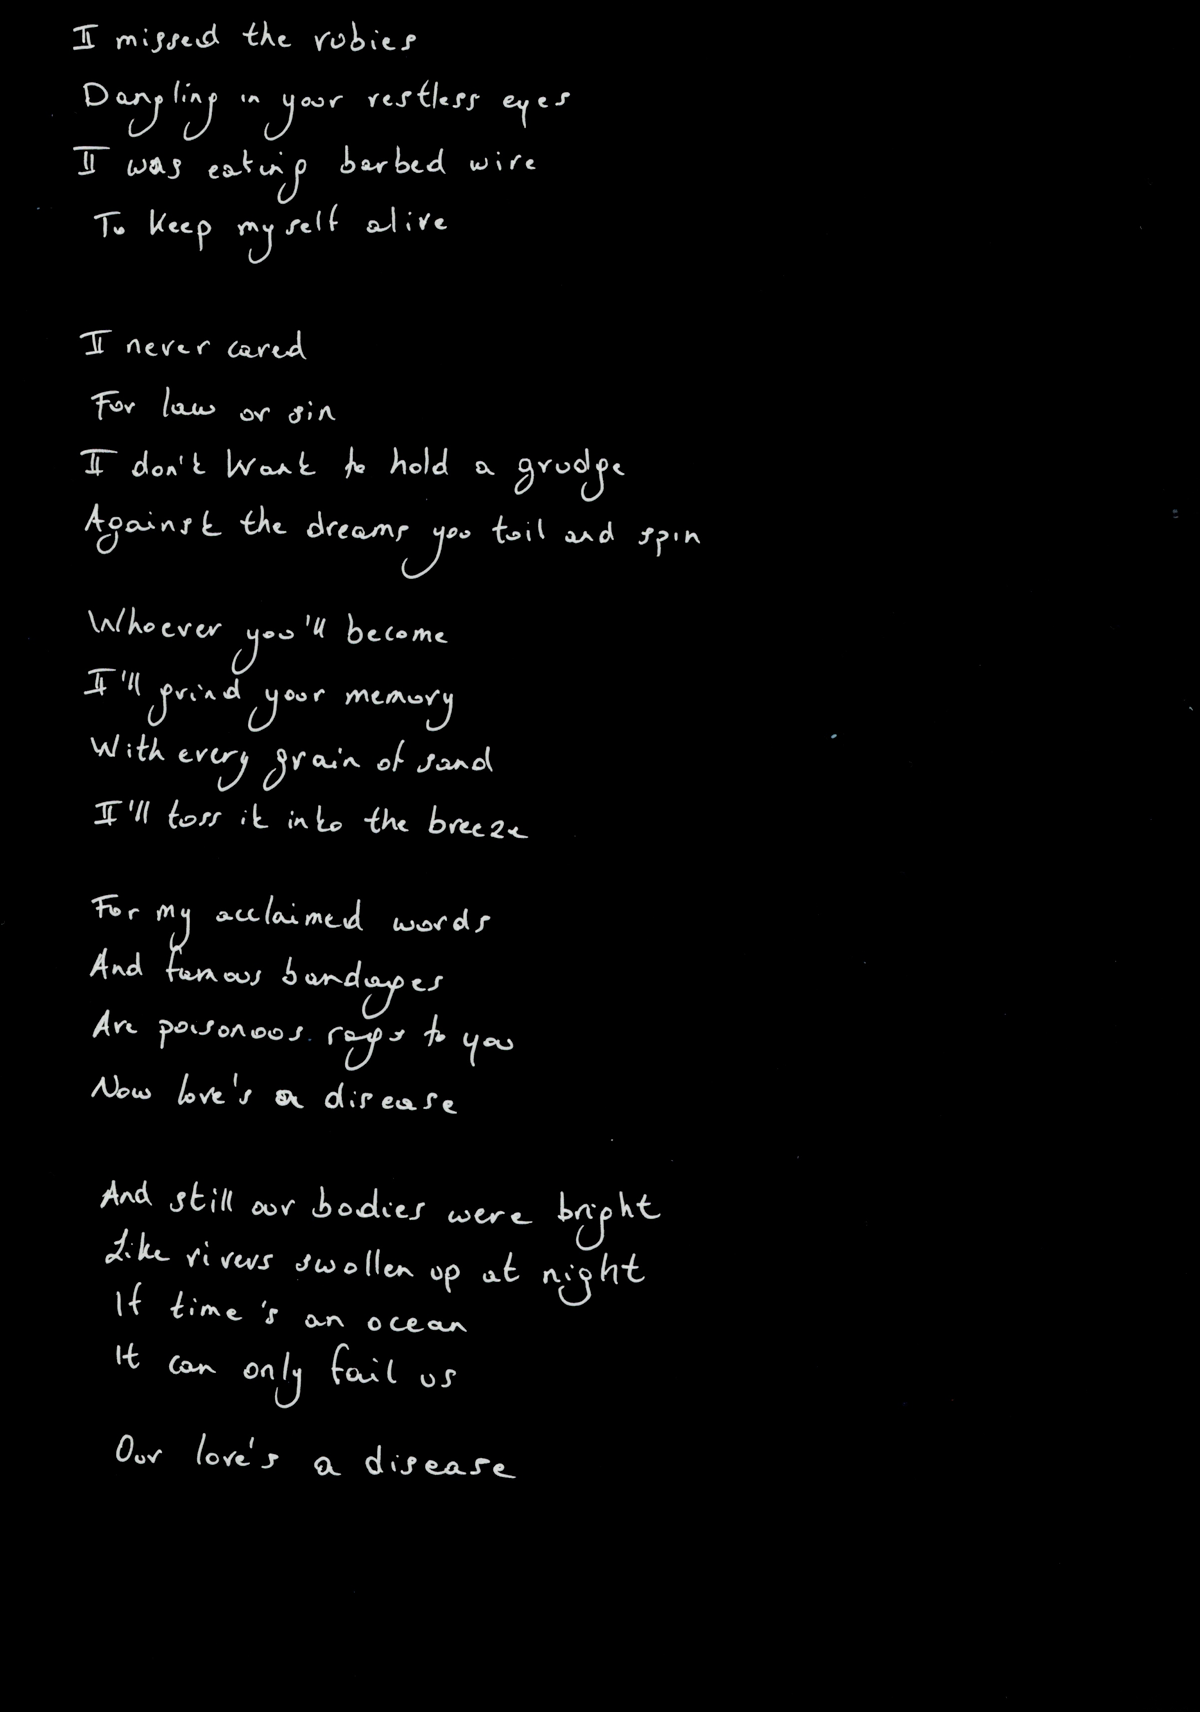 I missed the rubies
Dangling in your restless eyes
I was eating barbed wire
To keep myself alive
I never cared
For law or sin
I don't want to hold a grudge
Against the dreams you toil and spin
Whoever you'll become
I'll grind your memory
With every grain of sand
I'll toss it into the breeze
For my acclaimed words
And famous bandages
Are poisonous rags to you
Now love's a disease
And still our bodies were bright
Like rivers swollen up at night
If time's an ocean
It can only fail us
Our love's a disease